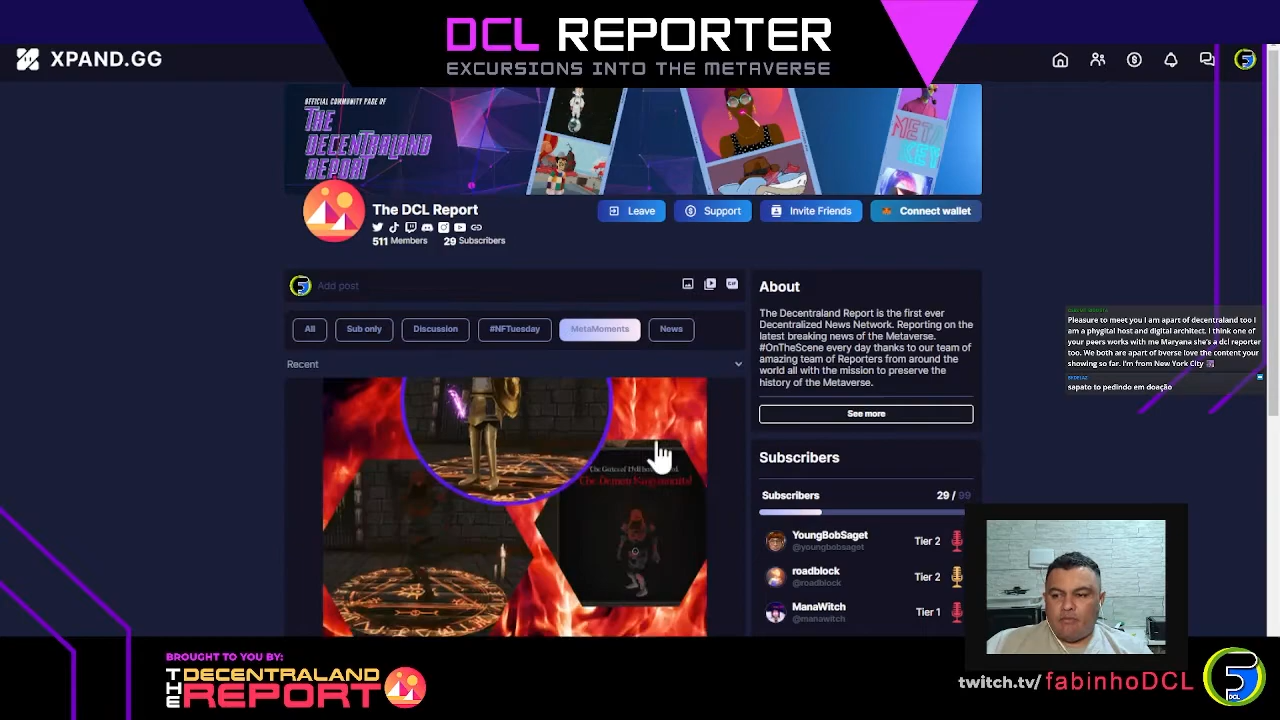 DCL REPORTER
EXCURSIONS INTO THE METAVERSE
XPAND.GG
OFFICIAL COMMUNITY PAGE OF
THE
DECENTRALAND
REPORT
META
KEY
The DCL Report
511 Members 29 Subscribers
Leave
Support
Invite Friends
Connect wallet
Add post
GIF
All
Sub only
Discussion
#NFTuesday
MetaMoments
News
Recent
About
The Decentraland Report is the first ever
Decentralized News Network. Reporting on the
latest breaking news of the Metaverse.
#OnTheScene every day thanks to our team of
amazing team of Reporters from around the
world all with the mission to preserve the
history of the Metaverse.
See more
Subscribers
Subscribers 29 / 99
YoungBobSaget
@youngbobsaget
Tier 2
roadblock
@roadblock
Tier 2
ManaWitch
@manawitch
Tier 1
Pleasure to meet you I am apart of decentraland too I
am a phygital host and digital architect. I think one of
your peers works with me Maryana she's a dcl reporter
too. We both are apart of bverse love the content your
showing so far. I'm from New York City
sapato to pedindo em doação
BROUGHT TO YOU BY:
THE
DECENTRALAND
REPORT
twitch.tv/fabinhoDCL
DCL